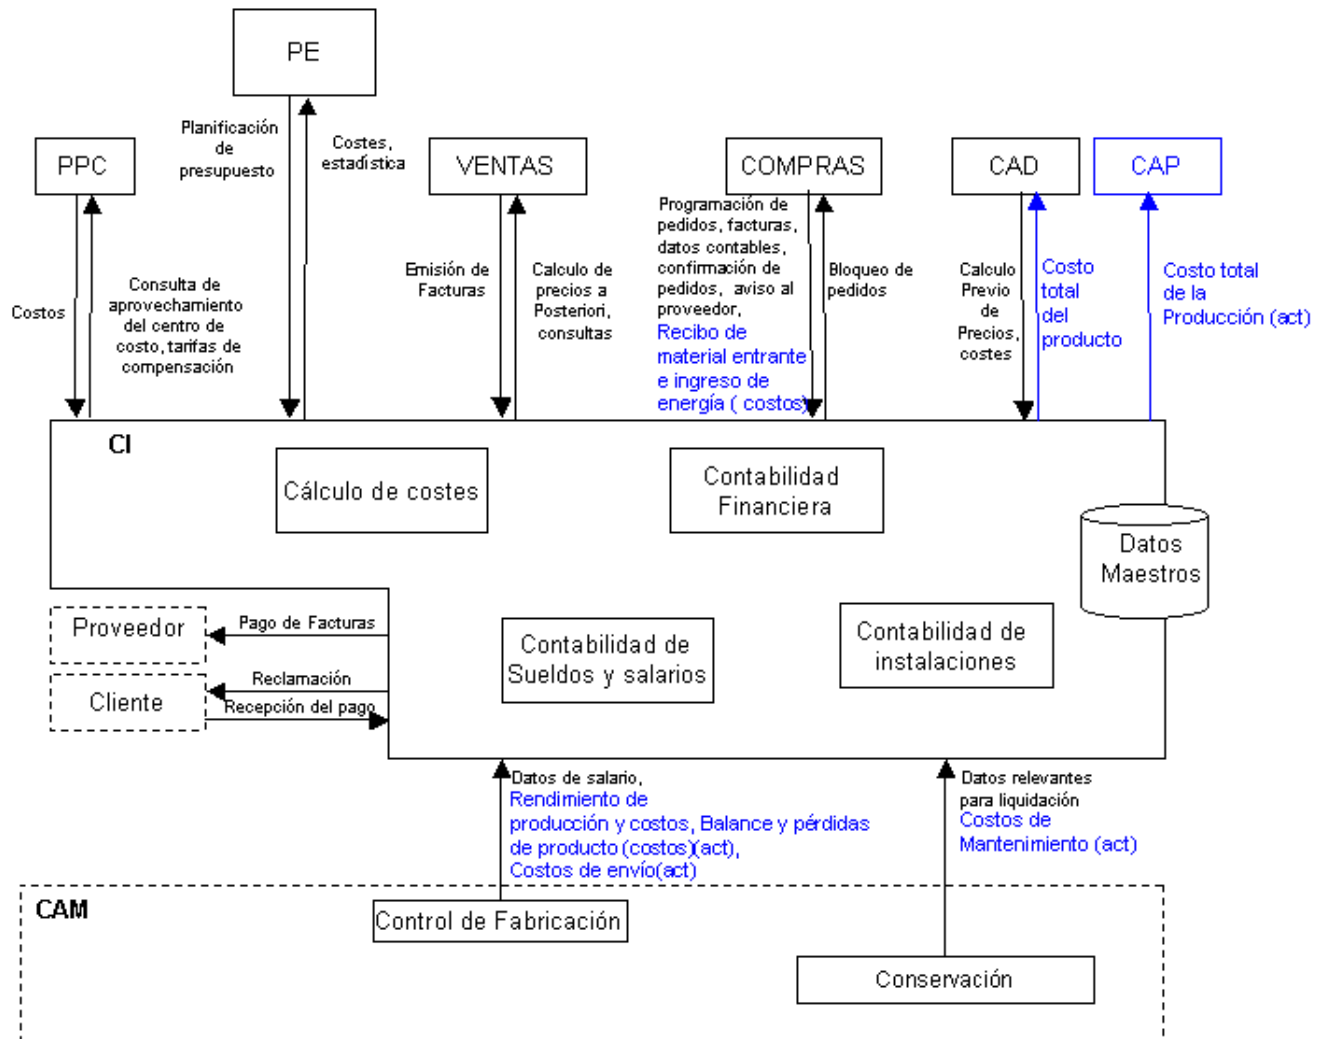 PE
PPC
VENTAS
COMPRAS
CAD
CAP
Planificación
de
presupuesto
Costes,
estadística
Costos
Consulta de
aprovechamiento
del centro de
costo, tarifas de
compensación
Emisión de
Facturas
Calculo de
precios a
Posteriori,
consultas
Programación de
pedidos, facturas,
datos contables,
confirmación de
pedidos, aviso al
proveedor,
Recibo de
material entrante
e ingreso de
energía ( costos)
Bloqueo de
pedidos
Calculo
Previo
de
Precios,
costes
Costo
total
del
producto
Costo total
de la
Producción (act)
CI
Cálculo de costes
Contabilidad
Financiera
Datos
Maestros
Proveedor
Pago de Facturas
Cliente
Reclamación
Recepción del pago
Contabilidad de
Sueldos y salarios
Contabilidad de
instalaciones
Datos de salario,
Rendimiento de
producción y costos, Balance y pérdidas
de producto (costos)(act),
Costos de envío(act)
Datos relevantes
para liquidación
Costos de
Mantenimiento (act)
CAM
Control de Fabricación
Conservación